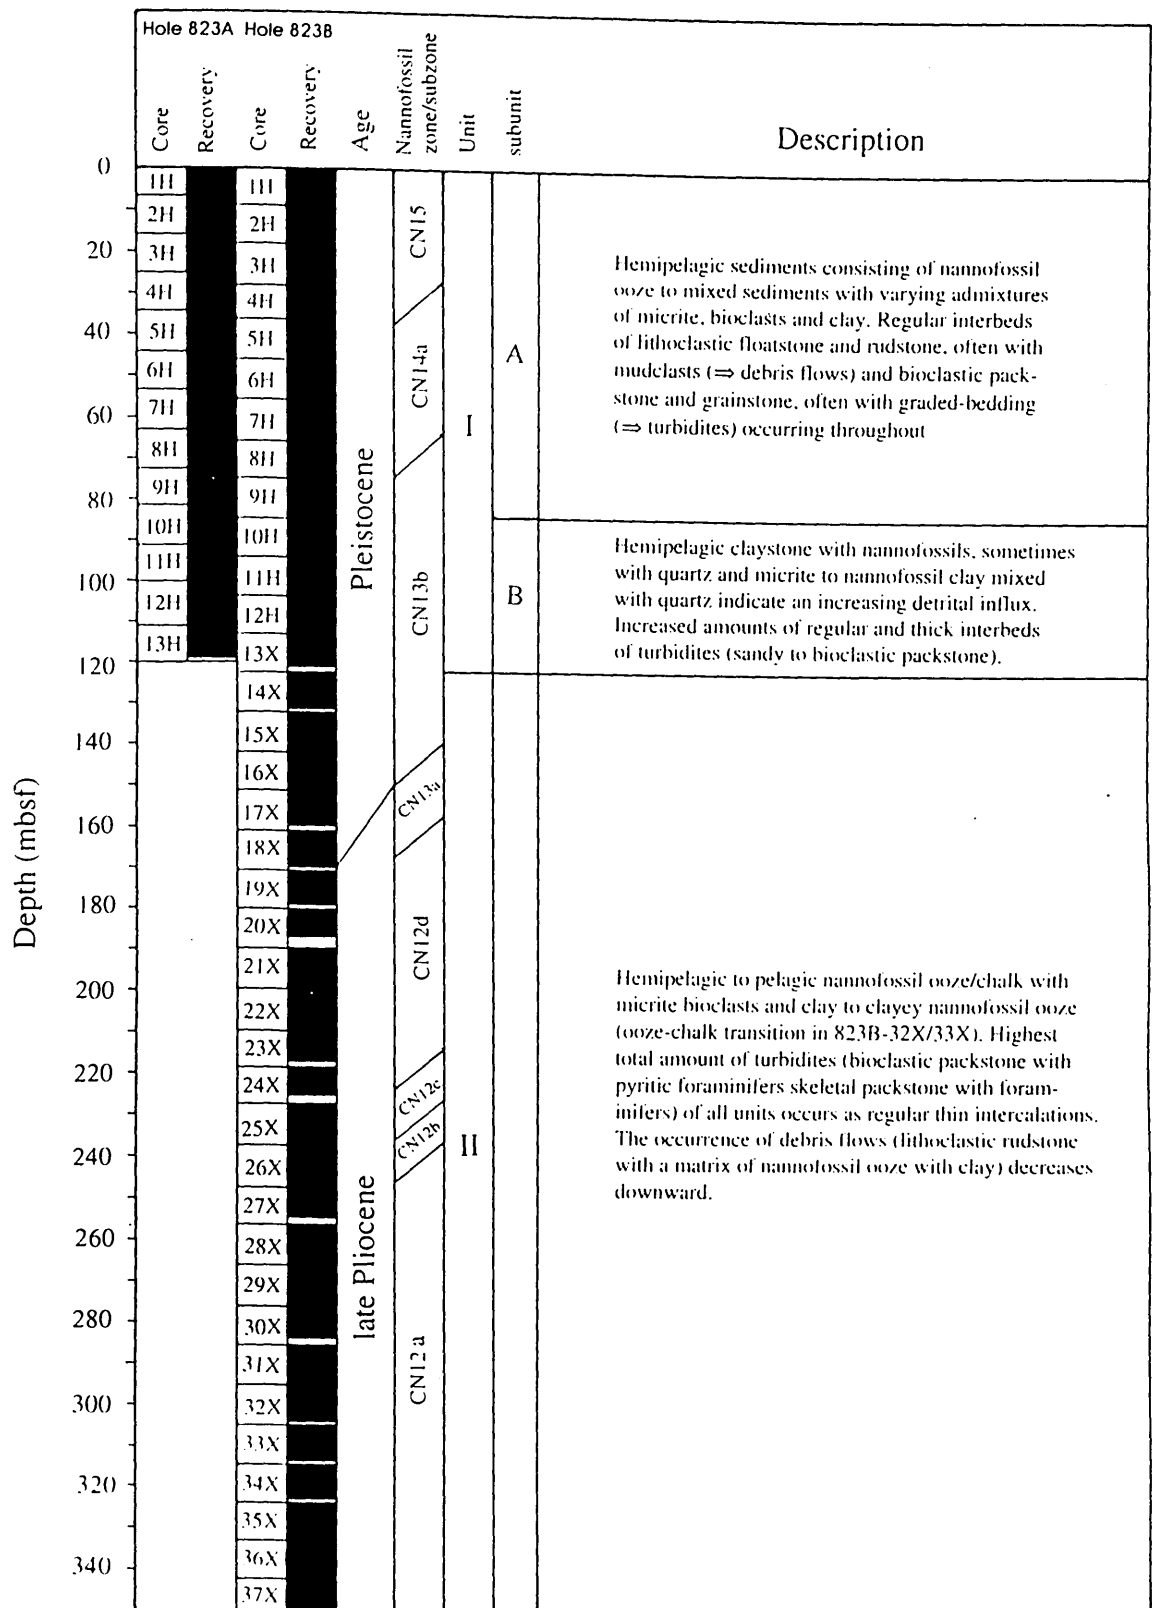 Hole 823A Hole 823B
Core
Recovery
Core
Recovery
Age
Nannofossil
zone/subzone
Unit
subunit
Description
Depth (mbsf)
0
20
40
60
80
100
120
140
160
180
200
220
240
260
280
300
320
340
1H
2H
3H
4H
5H
6H
7H
8H
9H
10H
11H
12H
13H
1H
2H
3H
4H
5H
6H
7H
8H
9H
10H
11H
12H
13X
14X
15X
16X
17X
18X
19X
20X
21X
22X
23X
24X
25X
26X
27X
28X
29X
30X
31X
32X
33X
34X
35X
36X
37X
Pleistocene
late Pliocene
CN15
CN14a
CN13b
CN13a
CN12d
CN12c
CN12b
CN12a
I
II
A
B
Hemipelagic sediments consisting of nannofossil
ooze to mixed sediments with varying admixtures
of micrite, bioclasts and clay. Regular interbeds
of lithoclastic floatstone and rudstone, often with
mudclasts (⇒ debris flows) and bioclastic pack-
stone and grainstone, often with graded-bedding
(⇒ turbidites) occurring throughout
Hemipelagic claystone with nannofossils, sometimes
with quartz and micrite to nannofossil clay mixed
with quartz indicate an increasing detrital influx.
Increased amounts of regular and thick interbeds
of turbidites (sandy to bioclastic packstone).
Hemipelagic to pelagic nannofossil ooze/chalk with
micrite bioclasts and clay to clayey nannofossil ooze
(ooze-chalk transition in 823B-32X/33X). Highest
total amount of turbidites (bioclastic packstone with
pyritic foraminifers skeletal packstone with foram-
inifers) of all units occurs as regular thin intercalations.
The occurrence of debris flows (lithoclastic rudstone
with a matrix of nannofossil ooze with clay) decreases
downward.